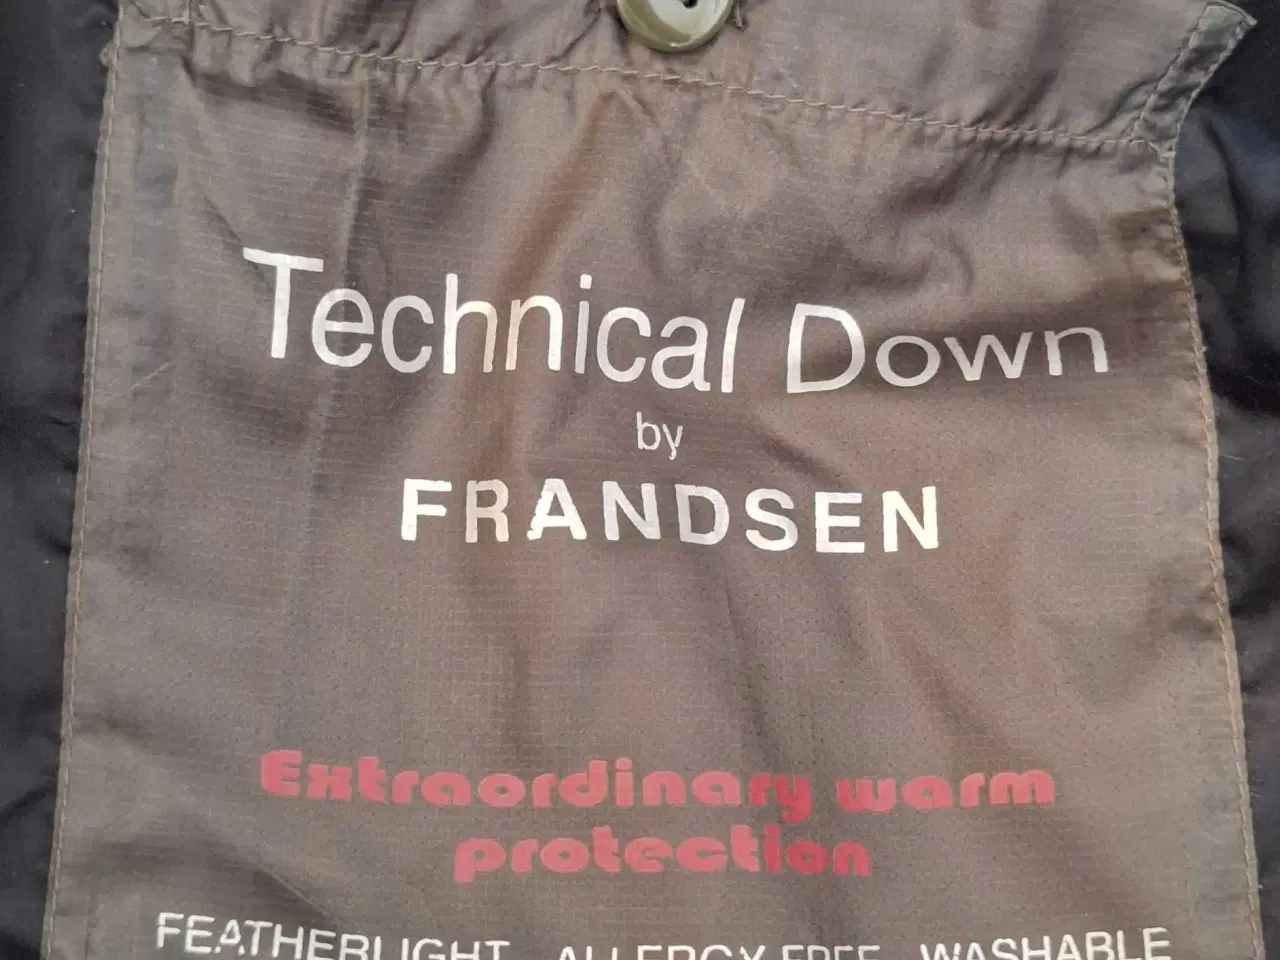 Technical Down
by
FRANDSEN
Extraordinary warm
protection
FEATHERLIGHT ALLERGY FREE WASHABLE